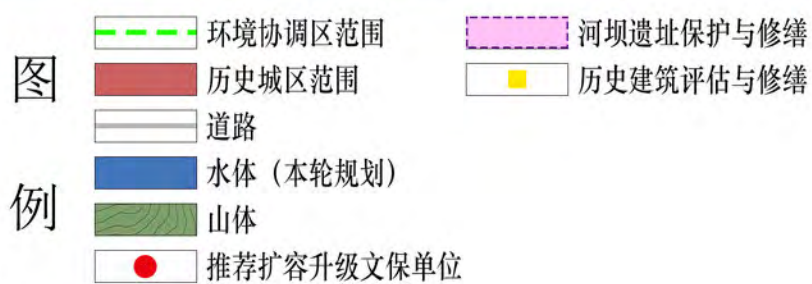 图例
环境协调区范围
历史城区范围
道路
水体（本轮规划）
山体
推荐扩容升级文保单位
河坝遗址保护与修缮
历史建筑评估与修缮